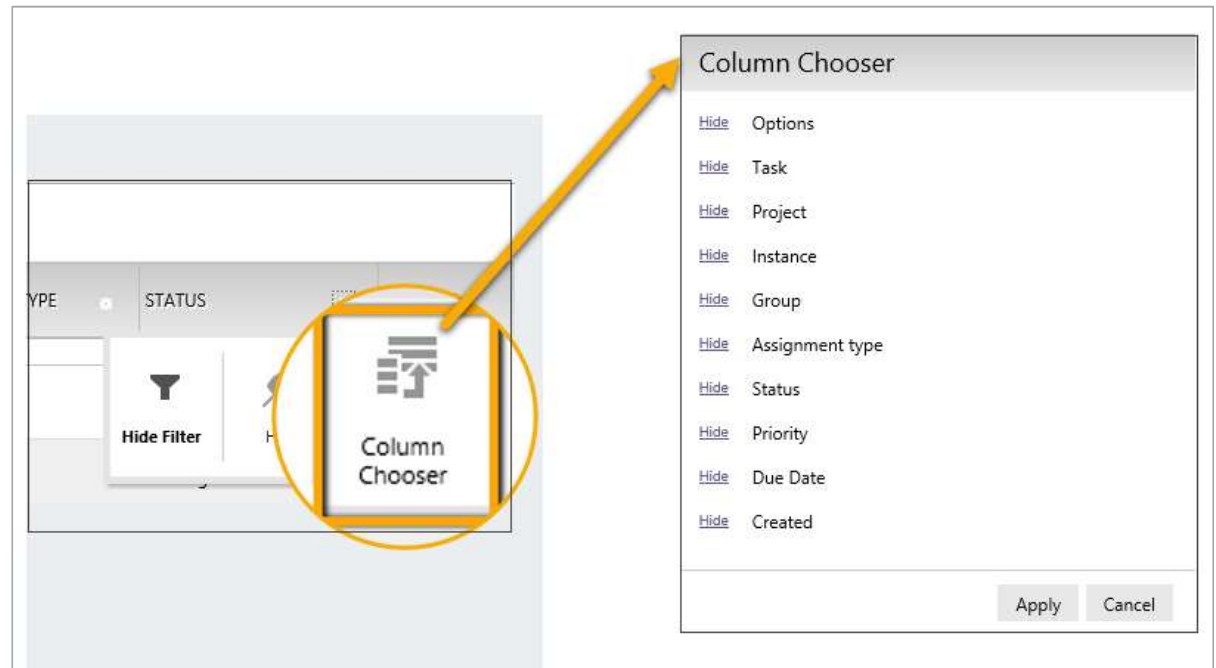 Column Chooser
Hide Options
Hide Task
Hide Project
Hide Instance
Hide Group
Hide Assignment type
Hide Status
Hide Priority
Hide Due Date
Hide Created
Apply Cancel
YPE STATUS
Hide Filter
Column
Chooser